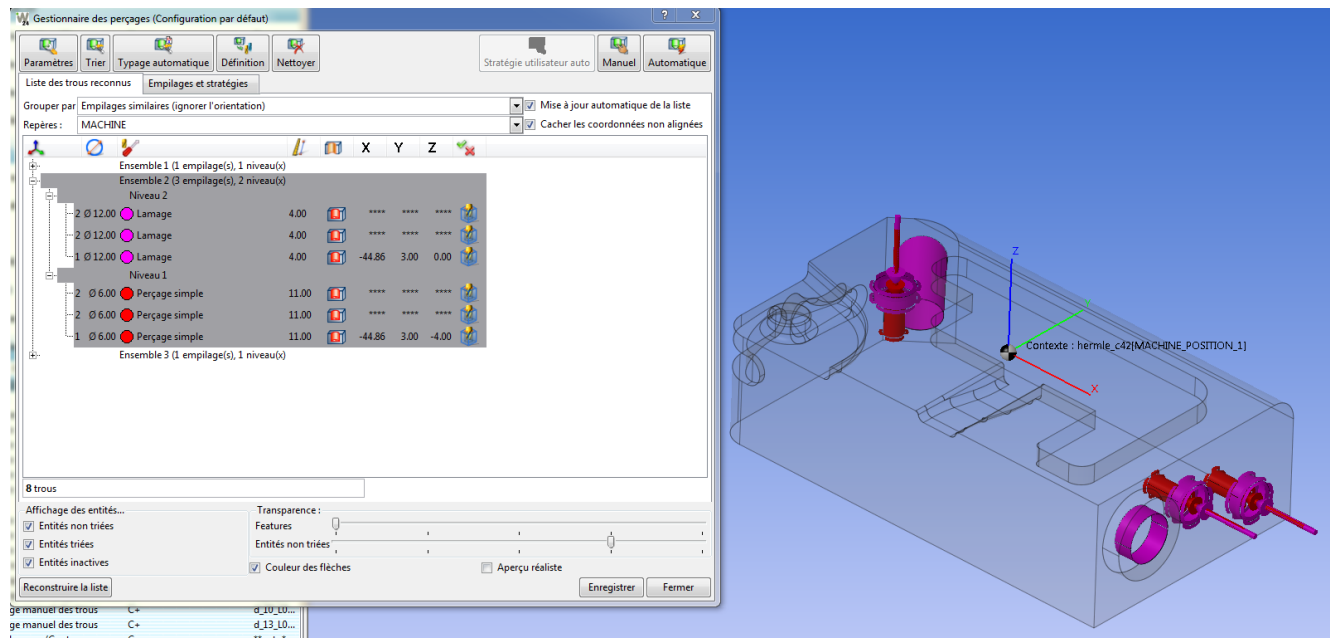 Gestionnaire des perçages (Configuration par défaut)
Paramètres Trier Typage automatique Définition Nettoyer Stratégie utilisateur auto Manuel Automatique
Liste des trous reconnus Empilages et stratégies
Grouper par Empilages similaires (ignorer l'orientation) Mise à jour automatique de la liste
Repères : MACHINE Cacher les coordonnées non alignées
X Y Z
Ensemble 1 (1 empilage(s), 1 niveau(x)
Ensemble 2 (3 empilage(s), 2 niveau(x)
Niveau 2
2 Ø 12.00 Lamage 4.00 **** **** ****
2 Ø 12.00 Lamage 4.00 **** **** ****
1 Ø 12.00 Lamage 4.00 -44.86 3.00 0.00
Niveau 1
2 Ø 6.00 Perçage simple 11.00 **** **** ****
2 Ø 6.00 Perçage simple 11.00 **** **** ****
1 Ø 6.00 Perçage simple 11.00 -44.86 3.00 -4.00
Ensemble 3 (1 empilage(s), 1 niveau(x)
8 trous
Affichage des entités... Transparence :
Entités non triées Features
Entités triées Entités non triées
Entités inactives Couleur des flèches Aperçu réaliste
Reconstruire la liste Enregistrer Fermer
ge manuel des trous C+ d_10_L0...
ge manuel des trous C+ d_13_L0...
Z
Contexte : hermle_c42[MACHINE_POSITION_1]
X